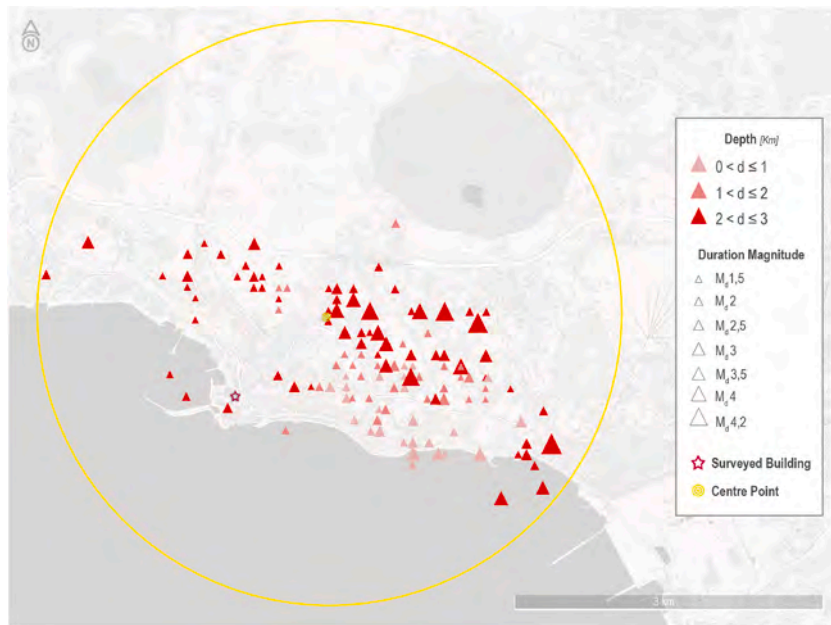 N
Depth [Km]
0 < d ≤ 1
1 < d ≤ 2
2 < d ≤ 3
Duration Magnitude
Md1,5
Md2
Md2,5
Md3
Md3,5
Md4
Md4,2
Surveyed Building
Centre Point
3 km